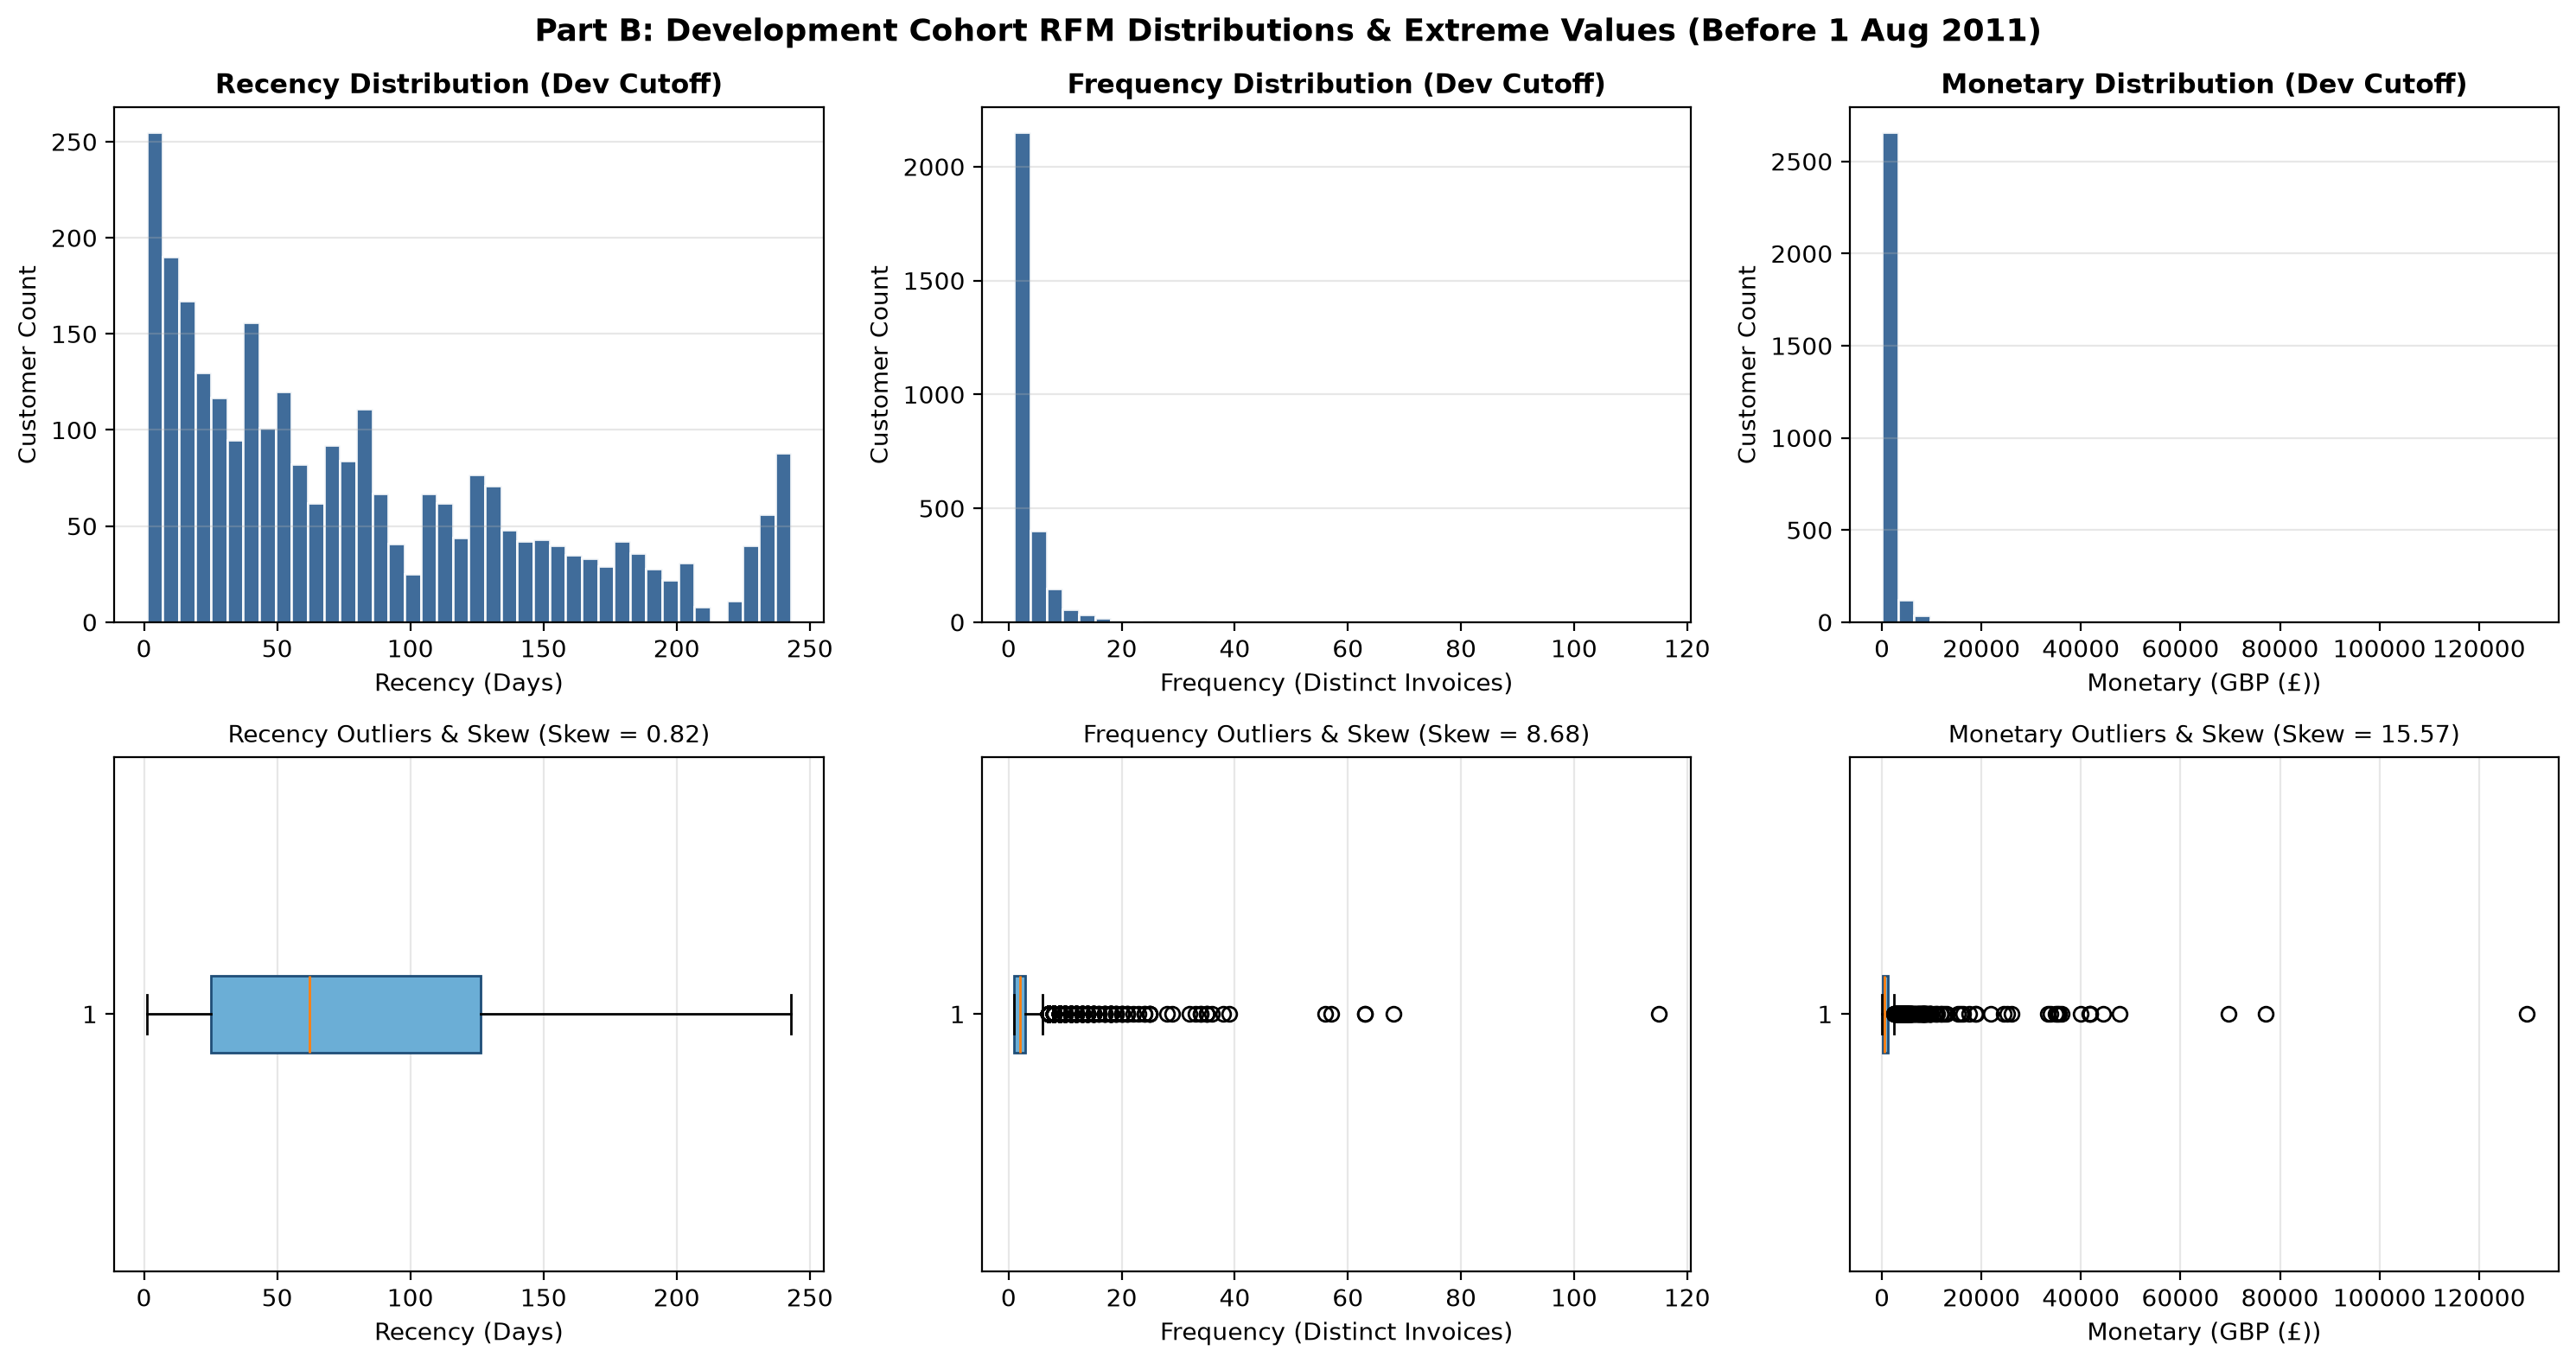 Part B: Development Cohort RFM Distributions & Extreme Values (Before 1 Aug 2011)
Recency Distribution (Dev Cutoff)
Customer Count
250
200
150
100
50
0
0 50 100 150 200 250
Recency (Days)
Frequency Distribution (Dev Cutoff)
Customer Count
2000
1500
1000
500
0
0 20 40 60 80 100 120
Frequency (Distinct Invoices)
Monetary Distribution (Dev Cutoff)
Customer Count
2500
2000
1500
1000
500
0
0 20000 40000 60000 80000 100000 120000
Monetary (GBP (£))
Recency Outliers & Skew (Skew = 0.82)
1
0 50 100 150 200 250
Recency (Days)
Frequency Outliers & Skew (Skew = 8.68)
1
0 20 40 60 80 100 120
Frequency (Distinct Invoices)
Monetary Outliers & Skew (Skew = 15.57)
1
0 20000 40000 60000 80000 100000 120000
Monetary (GBP (£))